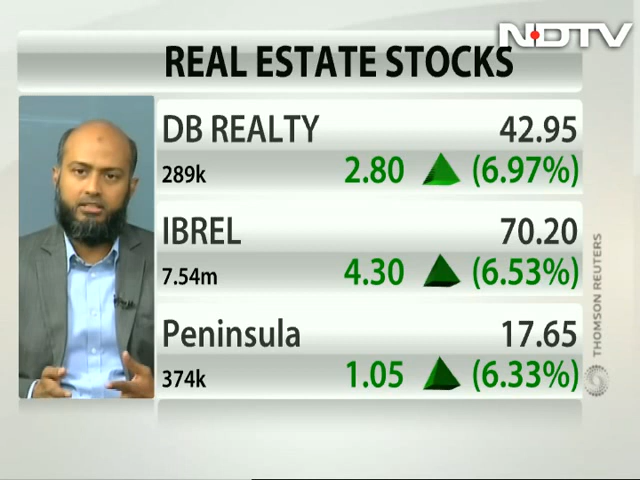 NDTV
REAL ESTATE STOCKS
DB REALTY 42.95
289k 2.80 (6.97%)
IBREL 70.20
7.54m 4.30 (6.53%)
Peninsula 17.65
374k 1.05 (6.33%)
THOMSON REUTERS